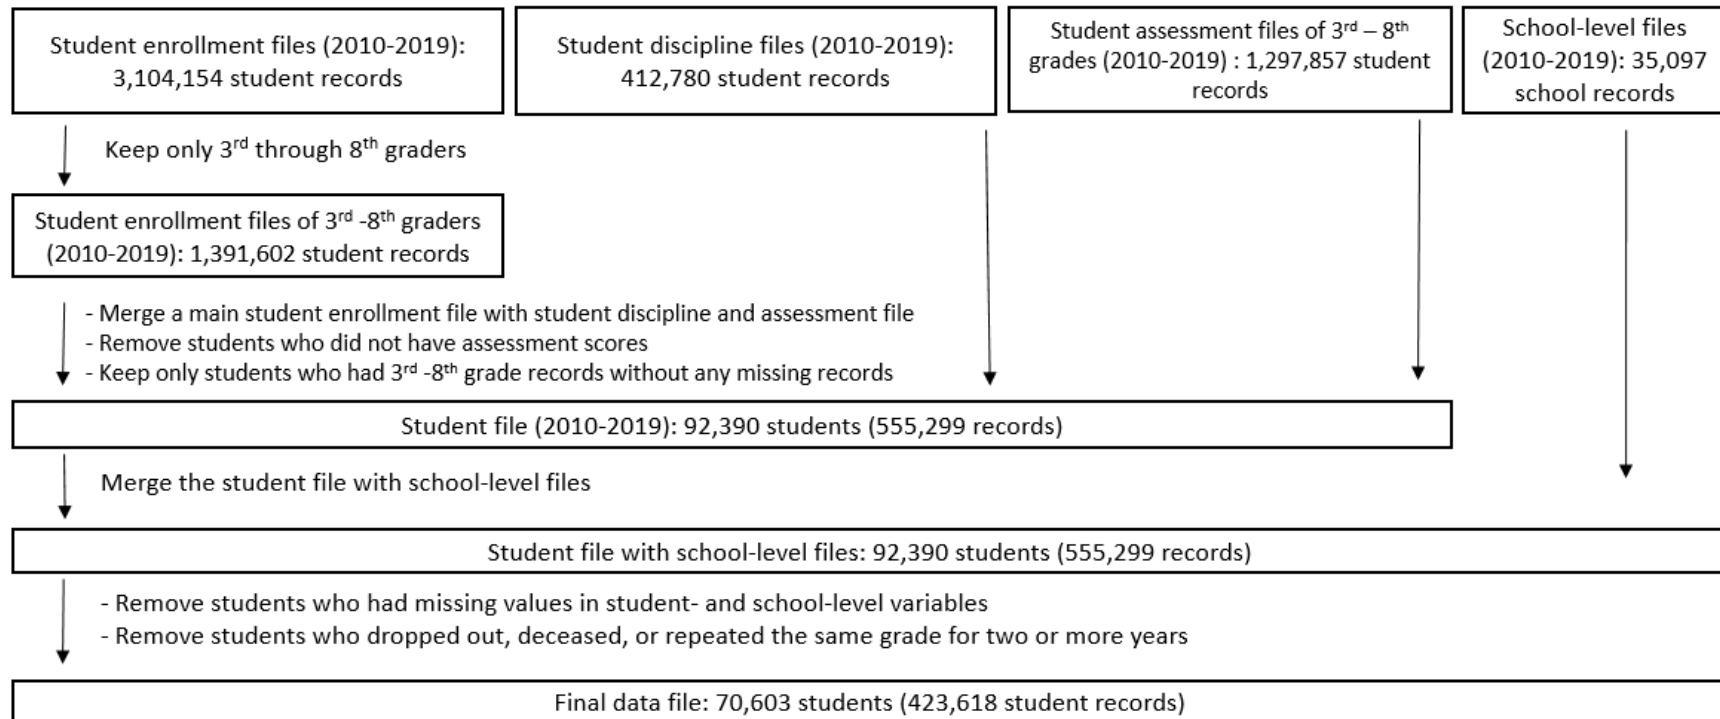 Student enrollment files (2010-2019):
3,104,154 student records
Student discipline files (2010-2019):
412,780 student records
Student assessment files of 3rd – 8th
grades (2010-2019) : 1,297,857 student
records
School-level files
(2010-2019): 35,097
school records
Keep only 3rd through 8th graders
Student enrollment files of 3rd -8th graders
(2010-2019): 1,391,602 student records
- Merge a main student enrollment file with student discipline and assessment file
- Remove students who did not have assessment scores
- Keep only students who had 3rd -8th grade records without any missing records
Student file (2010-2019): 92,390 students (555,299 records)
Merge the student file with school-level files
Student file with school-level files: 92,390 students (555,299 records)
- Remove students who had missing values in student- and school-level variables
- Remove students who dropped out, deceased, or repeated the same grade for two or more years
Final data file: 70,603 students (423,618 student records)